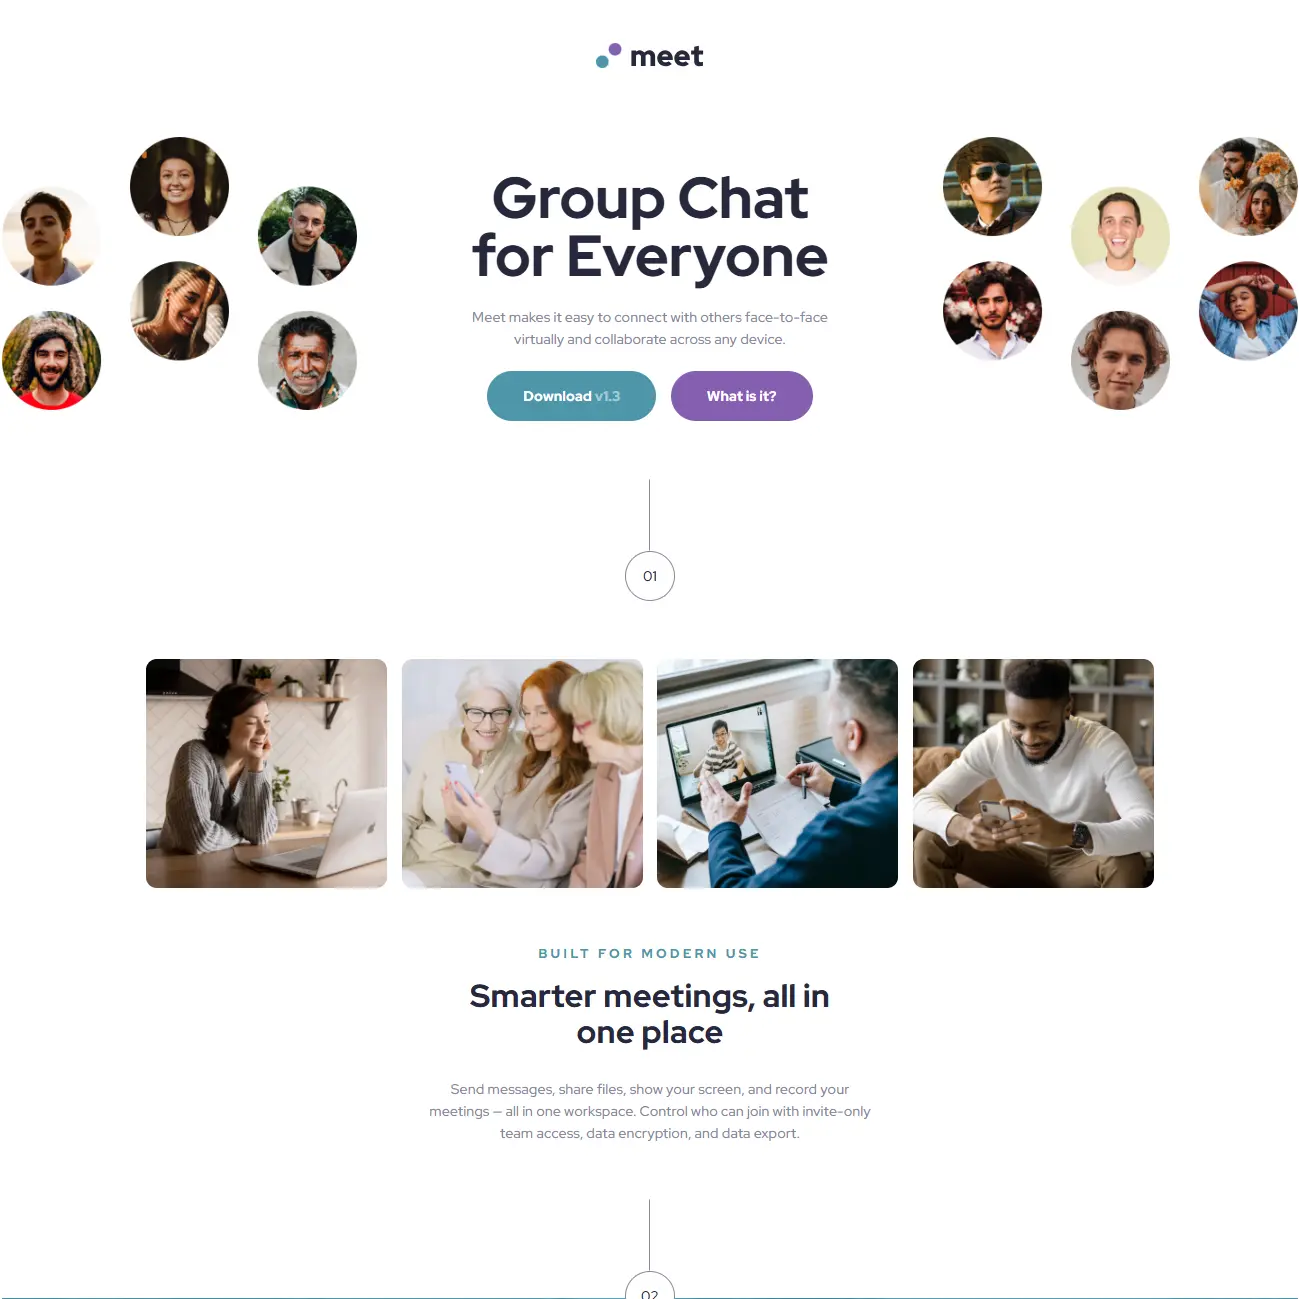 meet
Group Chat
for Everyone
Meet makes it easy to connect with others face-to-face
virtually and collaborate across any device.
Download v1.3
What is it?
01
BUILT FOR MODERN USE
Smarter meetings, all in
one place
Send messages, share files, show your screen, and record your
meetings — all in one workspace. Control who can join with invite-only
team access, data encryption, and data export.
02